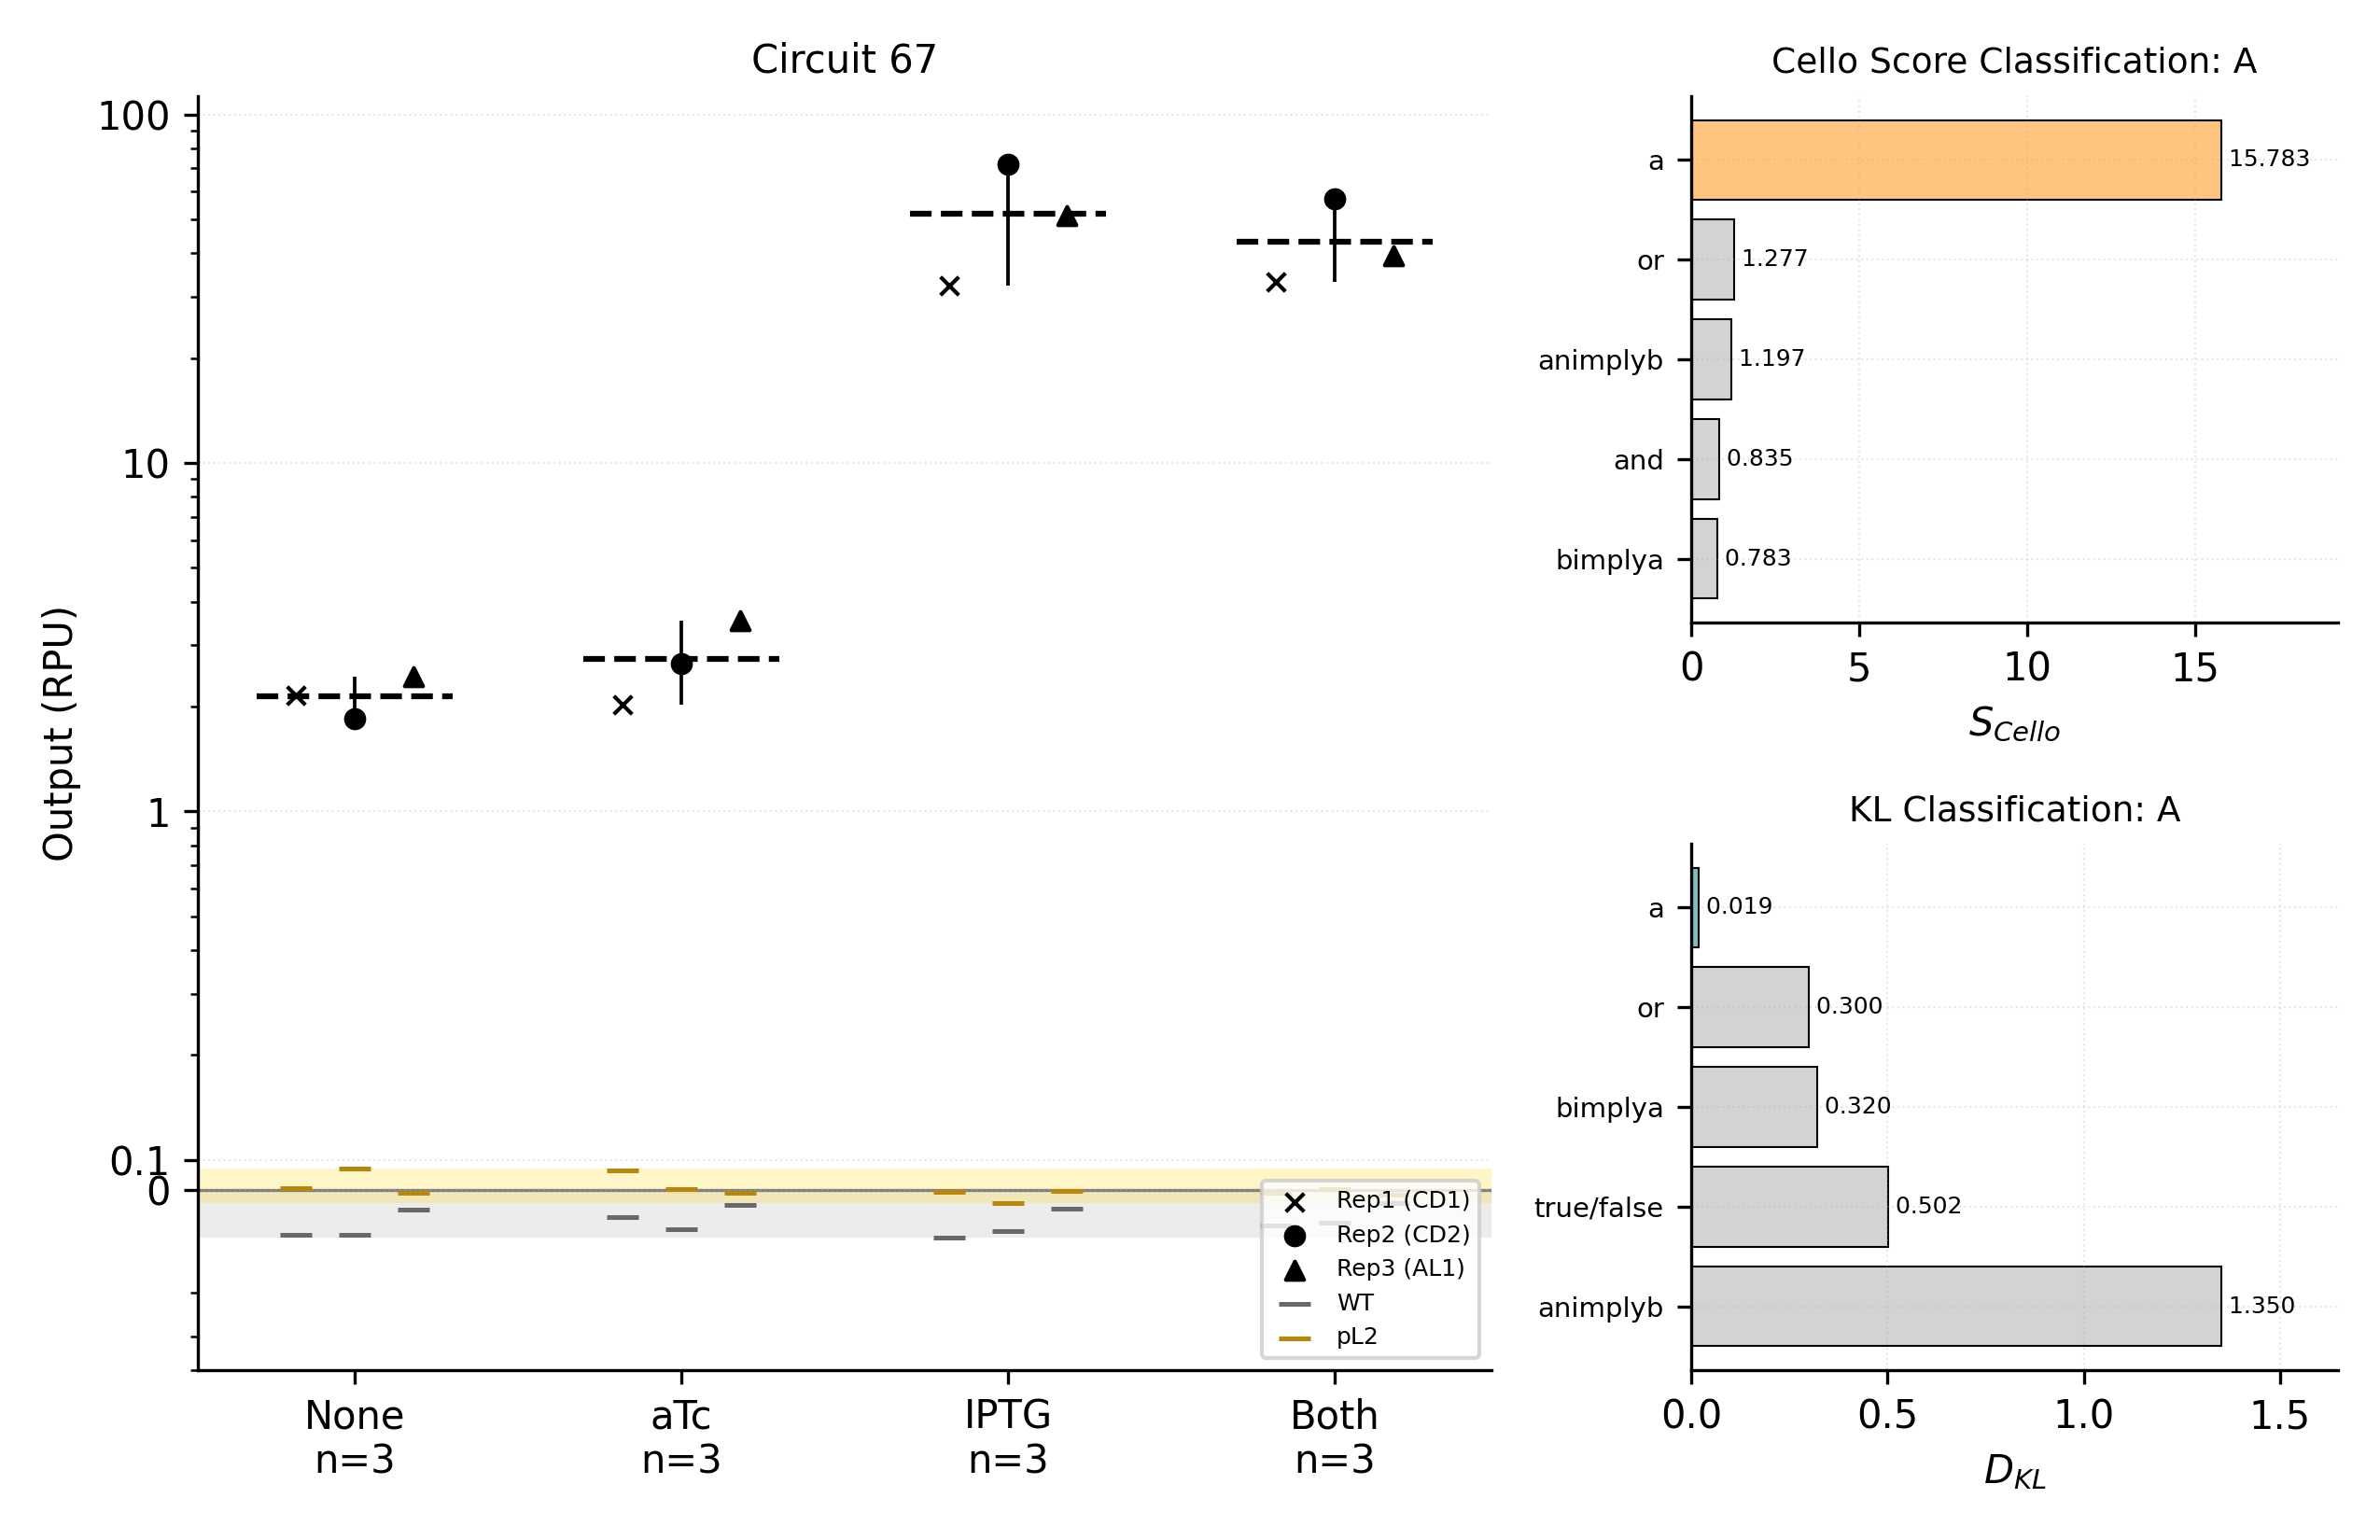 Circuit 67
Output (RPU)
100
10
1
0.1
0
None
n=3
aTc
n=3
IPTG
n=3
Both
n=3
Rep1 (CD1)
Rep2 (CD2)
Rep3 (AL1)
WT
pL2
Cello Score Classification: A
a
15.783
or
1.277
animplyb
1.197
and
0.835
bimplya
0.783
0
5
10
15
S_Cello
KL Classification: A
a
0.019
or
0.300
bimplya
0.320
true/false
0.502
animplyb
1.350
0.0
0.5
1.0
1.5
D_KL